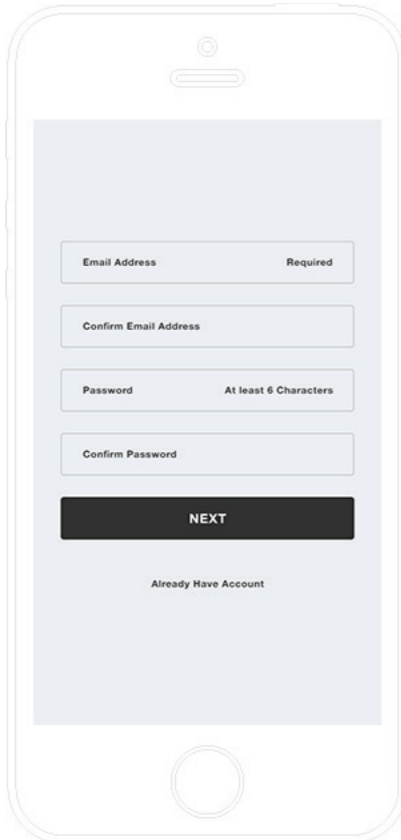 Email Address Required
Confirm Email Address
Password At least 6 Characters
Confirm Password
NEXT
Already Have Account